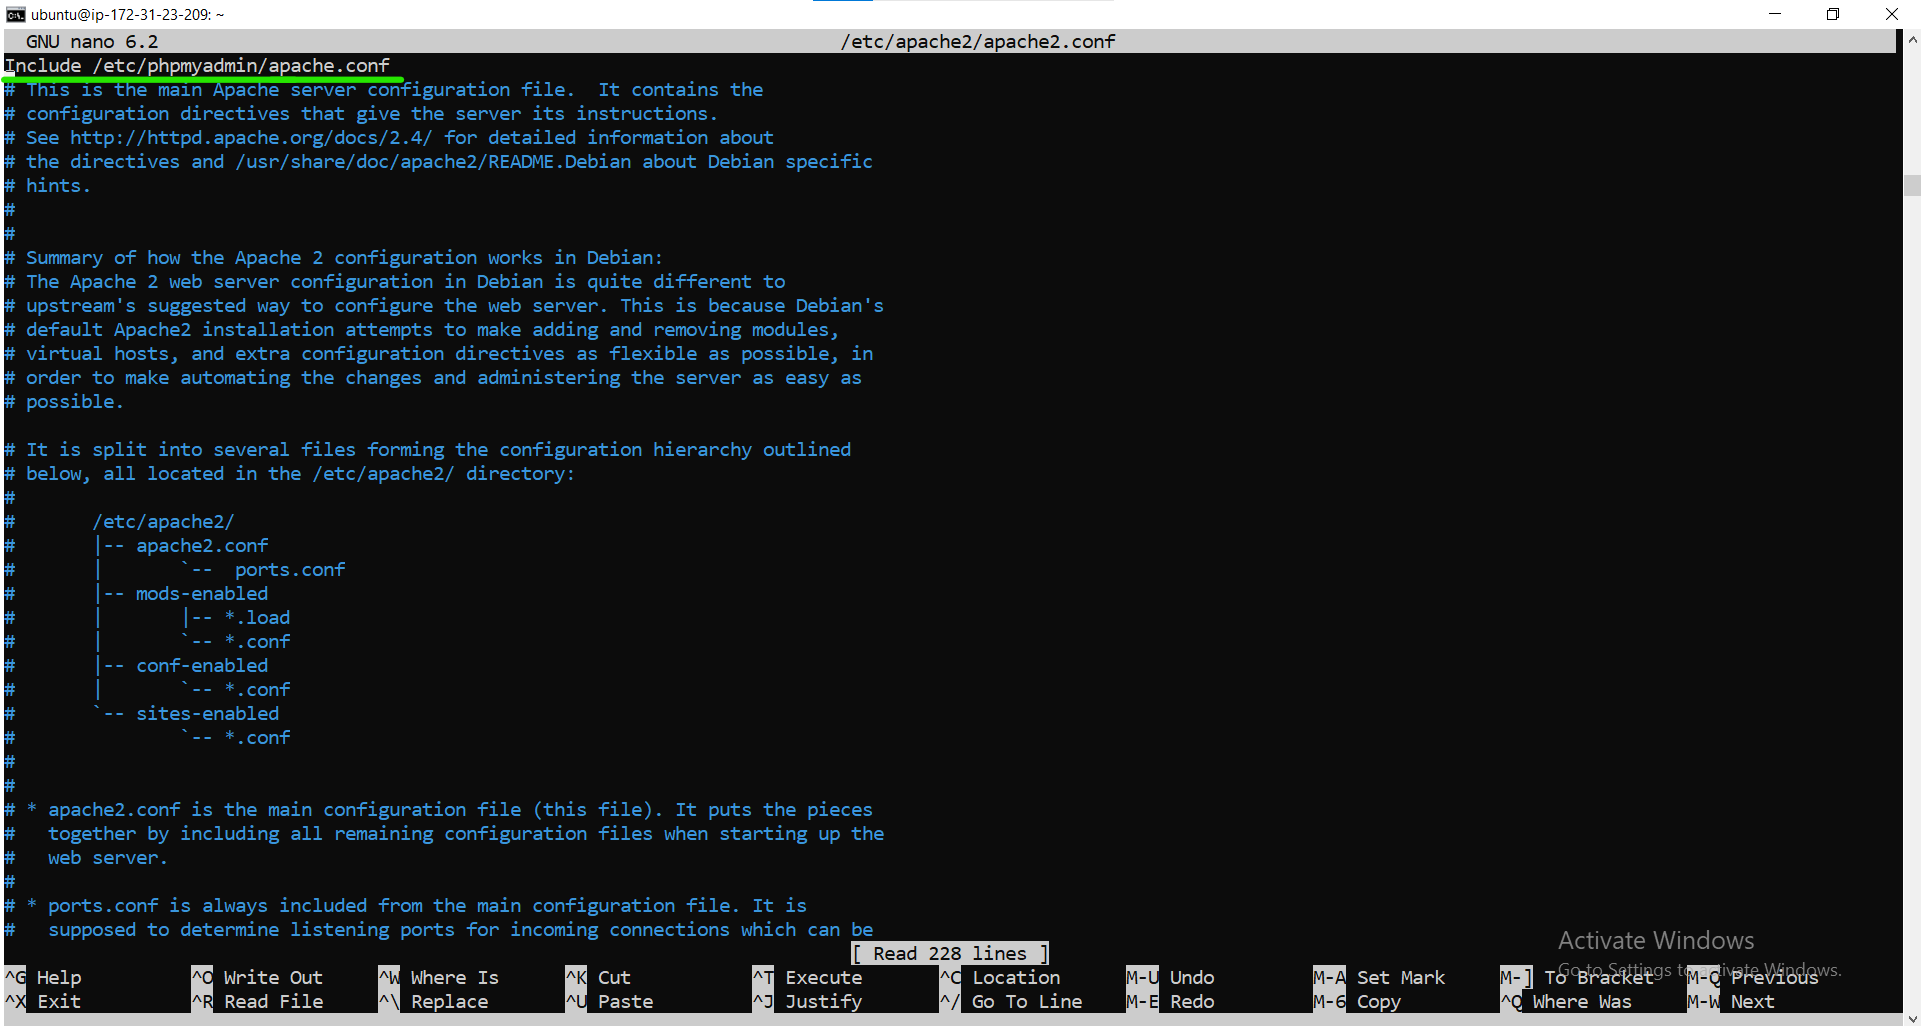 ubuntu@ip-172-31-23-209: ~
GNU nano 6.2 /etc/apache2/apache2.conf
Include /etc/phpmyadmin/apache.conf
# This is the main Apache server configuration file.  It contains the
# configuration directives that give the server its instructions.
# See http://httpd.apache.org/docs/2.4/ for detailed information about
# the directives and /usr/share/doc/apache2/README.Debian about Debian specific
# hints.
#
#
# Summary of how the Apache 2 configuration works in Debian:
# The Apache 2 web server configuration in Debian is quite different to
# upstream's suggested way to configure the web server. This is because Debian's
# default Apache2 installation attempts to make adding and removing modules,
# virtual hosts, and extra configuration directives as flexible as possible, in
# order to make automating the changes and administering the server as easy as
# possible.
# It is split into several files forming the configuration hierarchy outlined
# below, all located in the /etc/apache2/ directory:
#
#       /etc/apache2/
#       |-- apache2.conf
#       |       `--  ports.conf
#       |-- mods-enabled
#       |       |-- *.load
#       |       `-- *.conf
#       |-- conf-enabled
#       |       `-- *.conf
#       `-- sites-enabled
#               `-- *.conf
#
#
# * apache2.conf is the main configuration file (this file). It puts the pieces
#   together by including all remaining configuration files when starting up the
#   web server.
#
# * ports.conf is always included from the main configuration file. It is
#   supposed to determine listening ports for incoming connections which can be
[ Read 228 lines ]
^G Help ^O Write Out ^W Where Is ^K Cut ^T Execute ^C Location M-U Undo M-A Set Mark M-] To Bracket M-Q Previous
^X Exit ^R Read File ^\ Replace ^U Paste ^J Justify ^/ Go To Line M-E Redo M-6 Copy ^Q Where Was M-W Next
Activate Windows
Go to Settings to activate Windows.